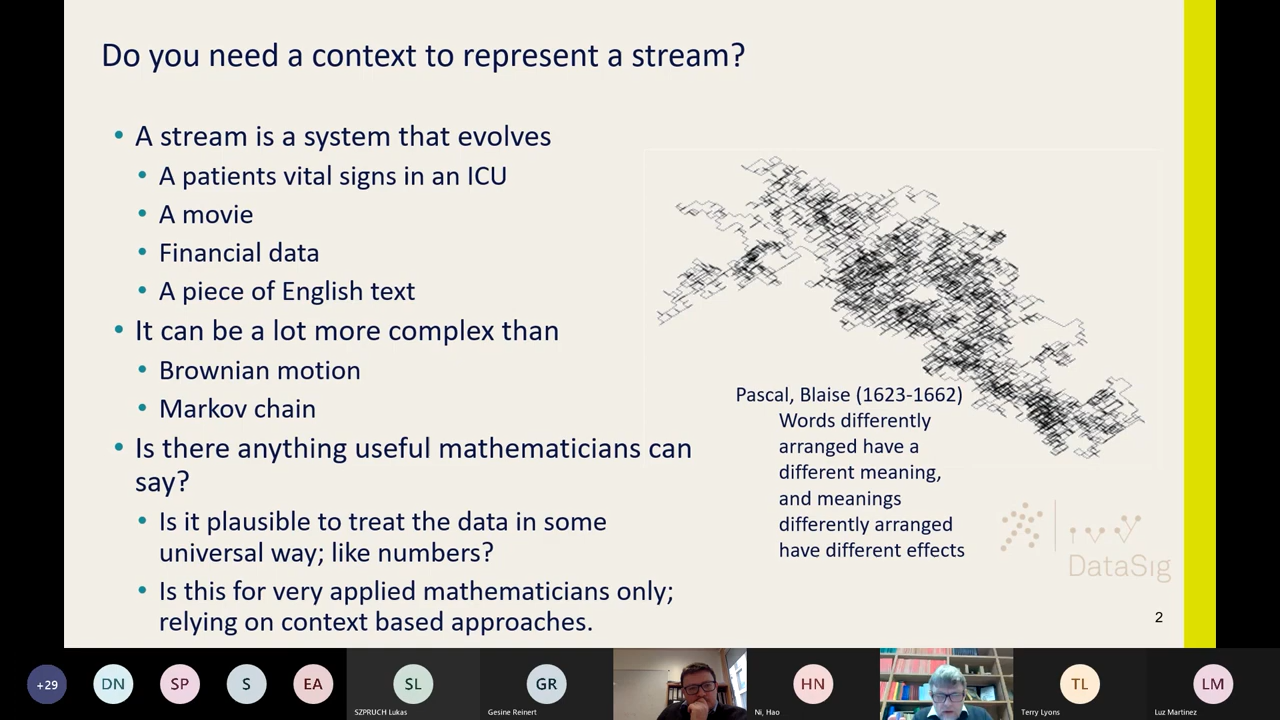 Do you need a context to represent a stream?
• A stream is a system that evolves
• A patients vital signs in an ICU
• A movie
• Financial data
• A piece of English text
• It can be a lot more complex than
• Brownian motion
• Markov chain
• Is there anything useful mathematicians can
say?
• Is it plausible to treat the data in some
universal way; like numbers?
• Is this for very applied mathematicians only;
relying on context based approaches.
Pascal, Blaise (1623-1662)
Words differently
arranged have a
different meaning,
and meanings
differently arranged
have different effects
DataSig
2
+29
DN
SP
S
EA
SL
SZPRUCH Lukas
GR
Gesine Reinert
HN
Ni, Hao
TL
Terry Lyons
LM
Luz Martinez